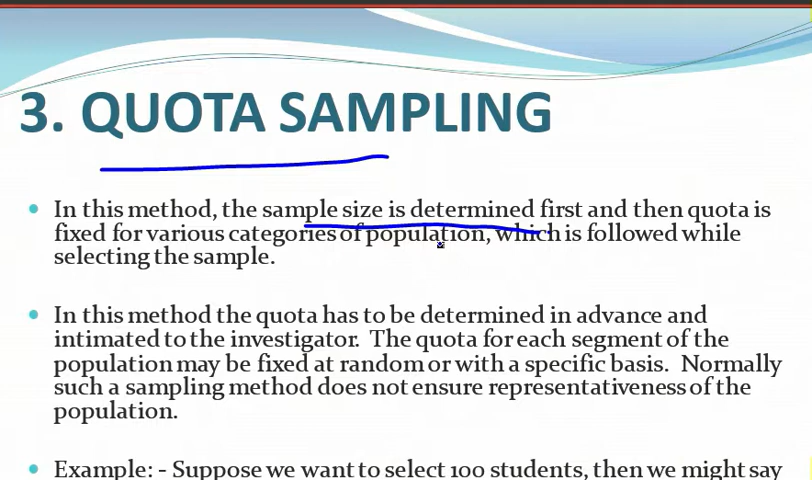 3. QUOTA SAMPLING
• In this method, the sample size is determined first and then quota is
fixed for various categories of population, which is followed while
selecting the sample.
• In this method the quota has to be determined in advance and
intimated to the investigator. The quota for each segment of the
population may be fixed at random or with a specific basis. Normally
such a sampling method does not ensure representativeness of the
population.
• Example: - Suppose we want to select 100 students, then we might say